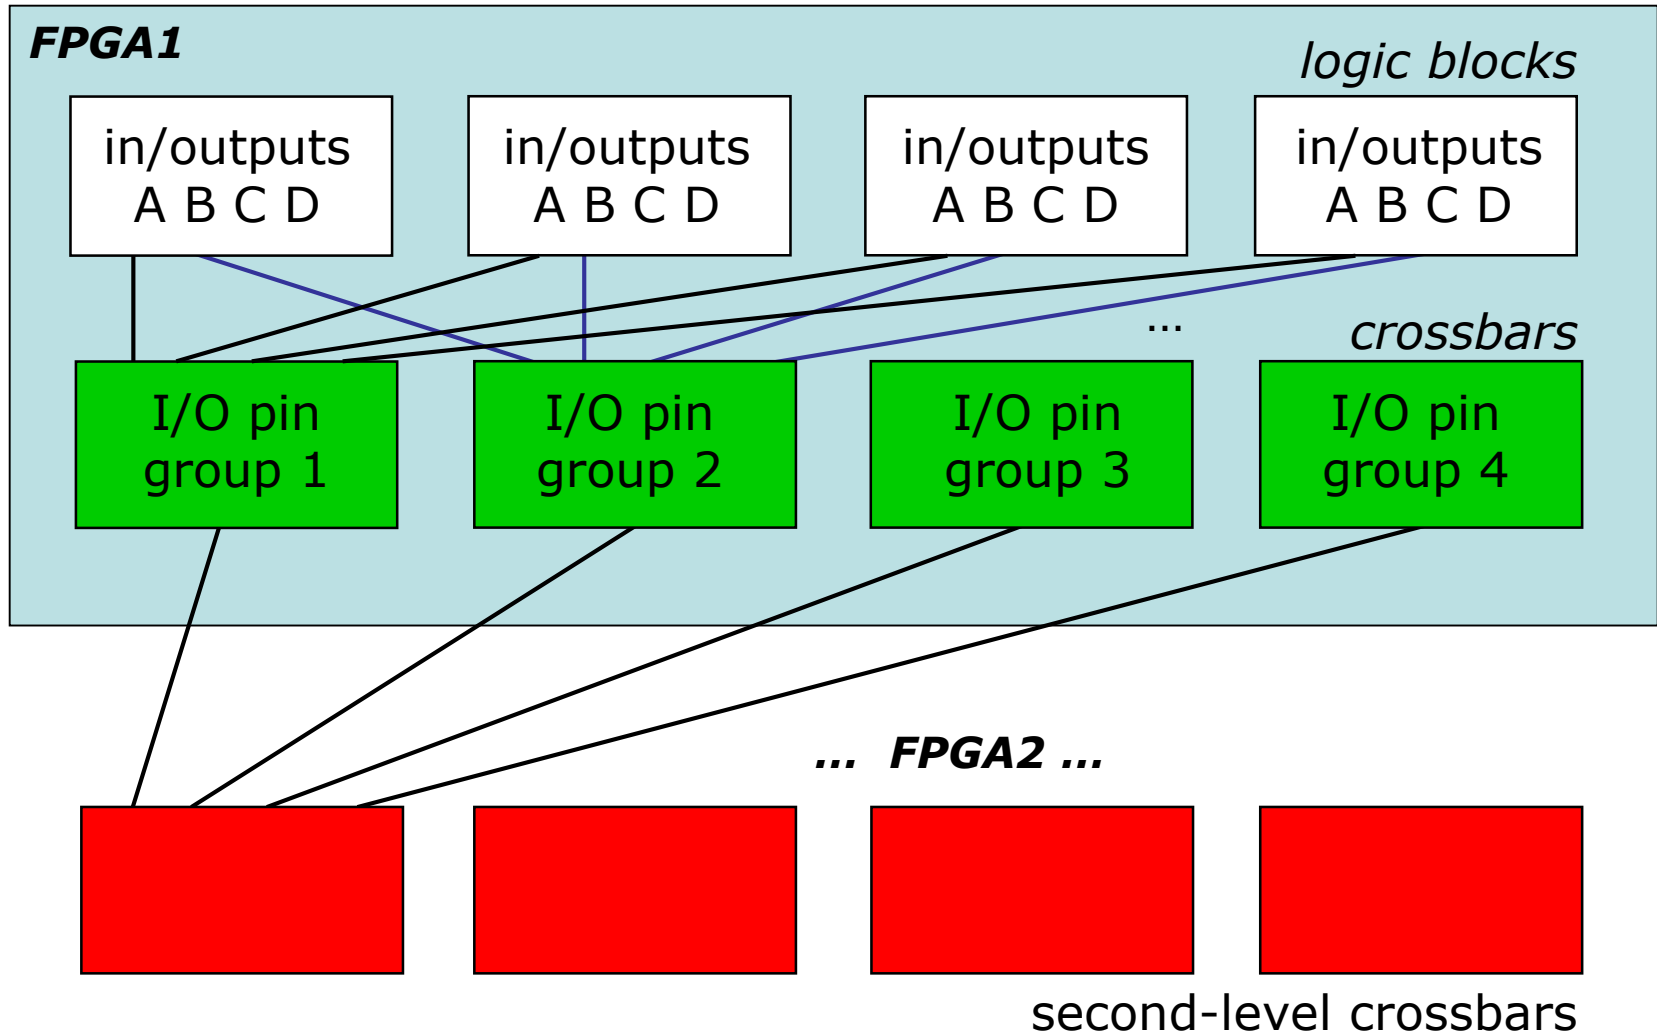 FPGA1
logic blocks
in/outputs
A B C D
in/outputs
A B C D
in/outputs
A B C D
in/outputs
A B C D
...
crossbars
I/O pin
group 1
I/O pin
group 2
I/O pin
group 3
I/O pin
group 4
... FPGA2 ...
second-level crossbars